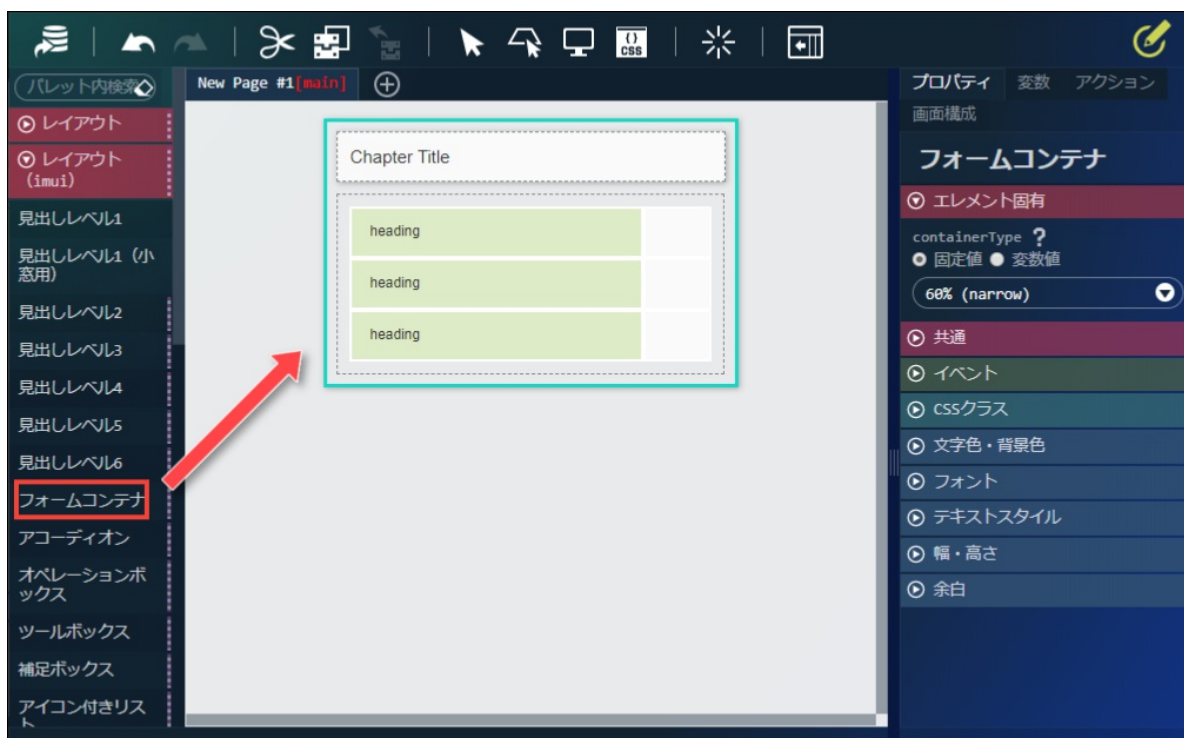 {}
CSS
パレット内検索
New Page #1[main]
レイアウト
レイアウト
(imui)
見出しレベル1
見出しレベル1（小
窓用）
見出しレベル2
見出しレベル3
見出しレベル4
見出しレベル5
見出しレベル6
フォームコンテナ
アコーディオン
オペレーションボ
ックス
ツールボックス
補足ボックス
アイコン付きリス
ト
Chapter Title
heading
heading
heading
プロパティ 変数 アクション
画面構成
フォームコンテナ
エレメント固有
containerType ?
固定値 変数値
60% (narrow)
共通
イベント
CSSクラス
文字色・背景色
フォント
テキストスタイル
幅・高さ
余白